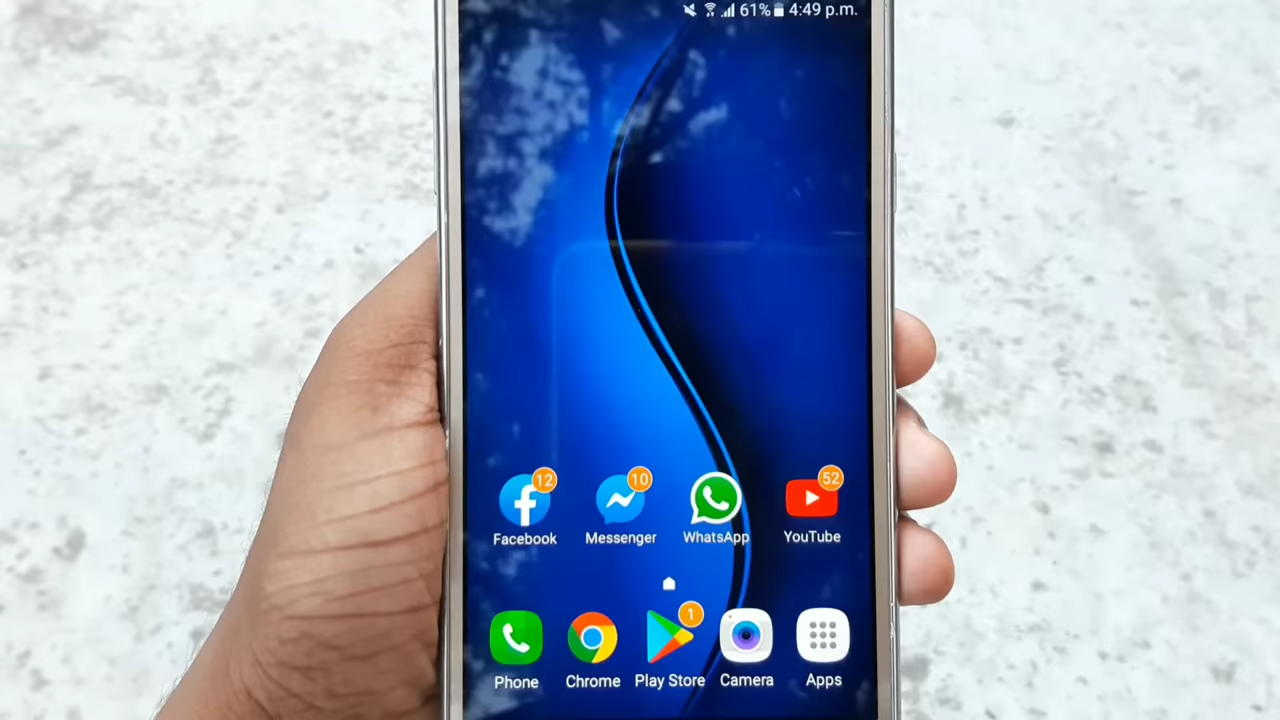 61% 4:49 p.m.
12 10 52
Facebook Messenger WhatsApp YouTube
1
Phone Chrome Play Store Camera Apps